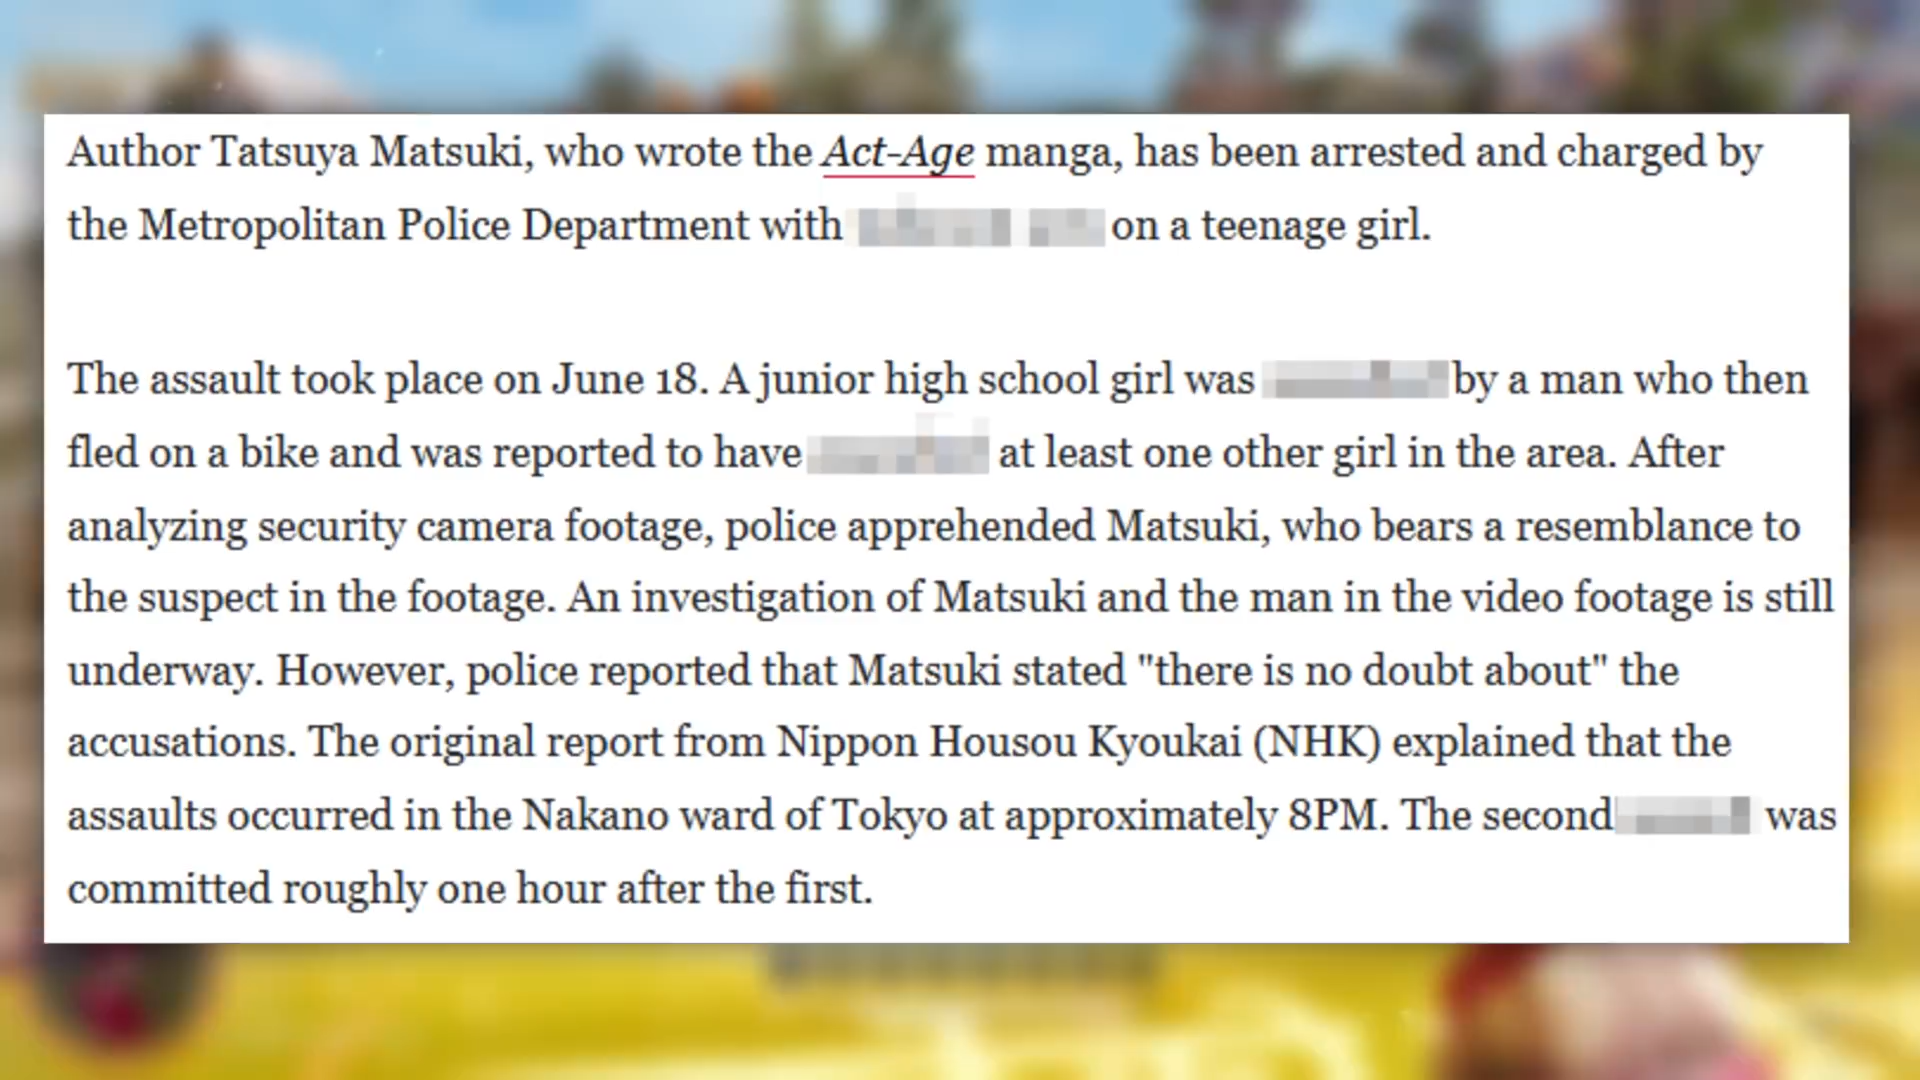 Author Tatsuya Matsuki, who wrote the Act-Age manga, has been arrested and charged by
the Metropolitan Police Department with on a teenage girl.
The assault took place on June 18. A junior high school girl was by a man who then
fled on a bike and was reported to have at least one other girl in the area. After
analyzing security camera footage, police apprehended Matsuki, who bears a resemblance to
the suspect in the footage. An investigation of Matsuki and the man in the video footage is still
underway. However, police reported that Matsuki stated "there is no doubt about" the
accusations. The original report from Nippon Housou Kyoukai (NHK) explained that the
assaults occurred in the Nakano ward of Tokyo at approximately 8PM. The second was
committed roughly one hour after the first.